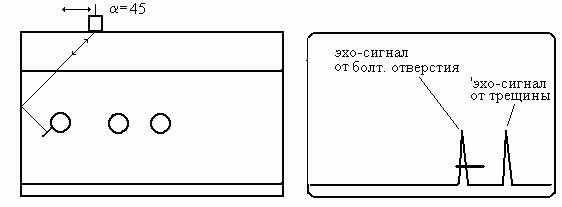 α=45
эхо-сигнал
от болт. отверстия
'эхо-сигнал
от трещины